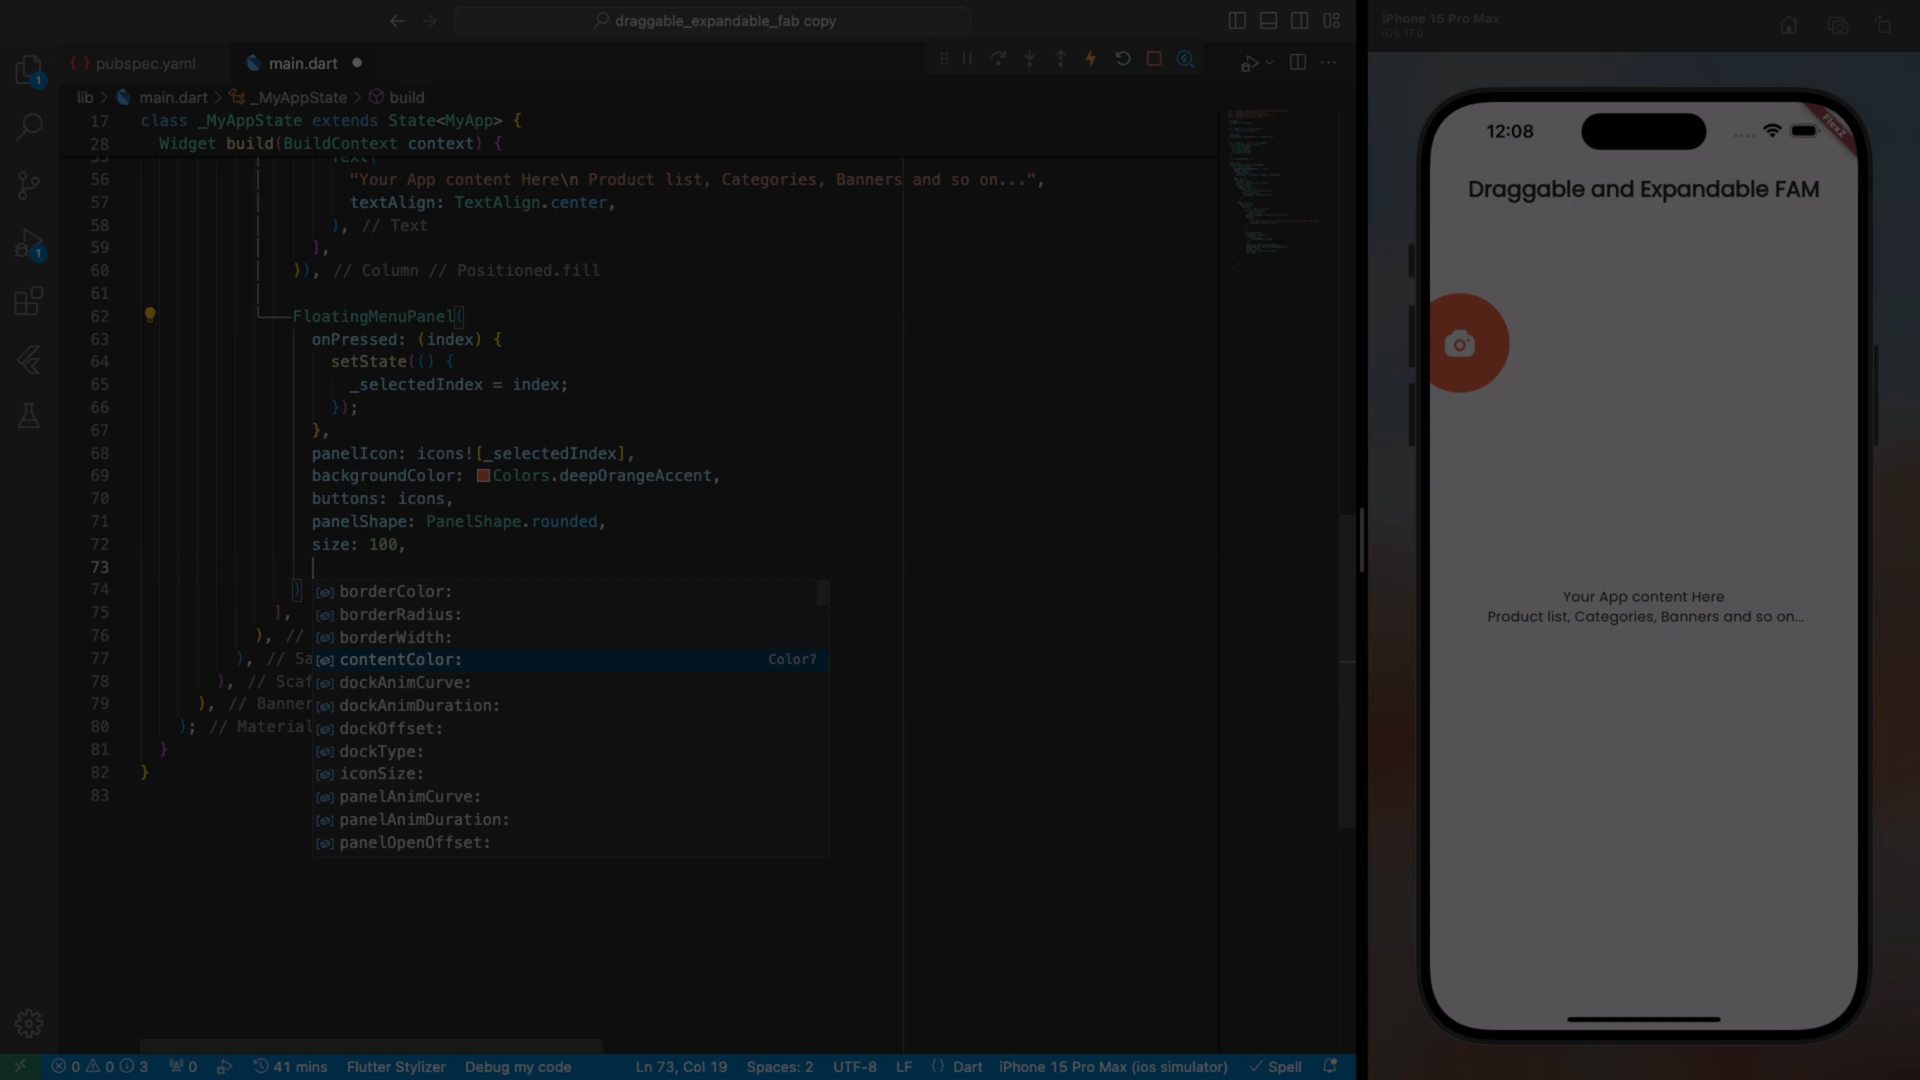 draggable_expandable_fab copy
pubspec.yaml
main.dart
lib > main.dart > _MyAppState > build
17 class _MyAppState extends State<MyApp> {
28 Widget build(BuildContext context) {
55 Text(
56 "Your App content Here\n Product list, Categories, Banners and so on...",
57 textAlign: TextAlign.center,
58 ), // Text
59 ],
60 )), // Column // Positioned.fill
61
62 FloatingMenuPanel(
63 onPressed: (index) {
64 setState(() {
65 _selectedIndex = index;
66 });
67 },
68 panelIcon: icons![_selectedIndex],
69 backgroundColor: Colors.deepOrangeAccent,
70 buttons: icons,
71 panelShape: PanelShape.rounded,
72 size: 100,
73
74 )
75 ],
76 ), //
77 ), // Sa
78 ), // Scaf
79 ), // Banner
80 ); // Material
81 }
82 }
83
borderColor:
borderRadius:
borderWidth:
contentColor: Color?
dockAnimCurve:
dockAnimDuration:
dockOffset:
dockType:
iconSize:
panelAnimCurve:
panelAnimDuration:
panelOpenOffset:
1
1
0 0 3 0 41 mins Flutter Stylizer Debug my code Ln 73, Col 19 Spaces: 2 UTF-8 LF Dart iPhone 15 Pro Max (ios simulator) Spell
iPhone 15 Pro Max
iOS 17.0
12:08
FlexZ
Draggable and Expandable FAM
Your App content Here
Product list, Categories, Banners and so on...